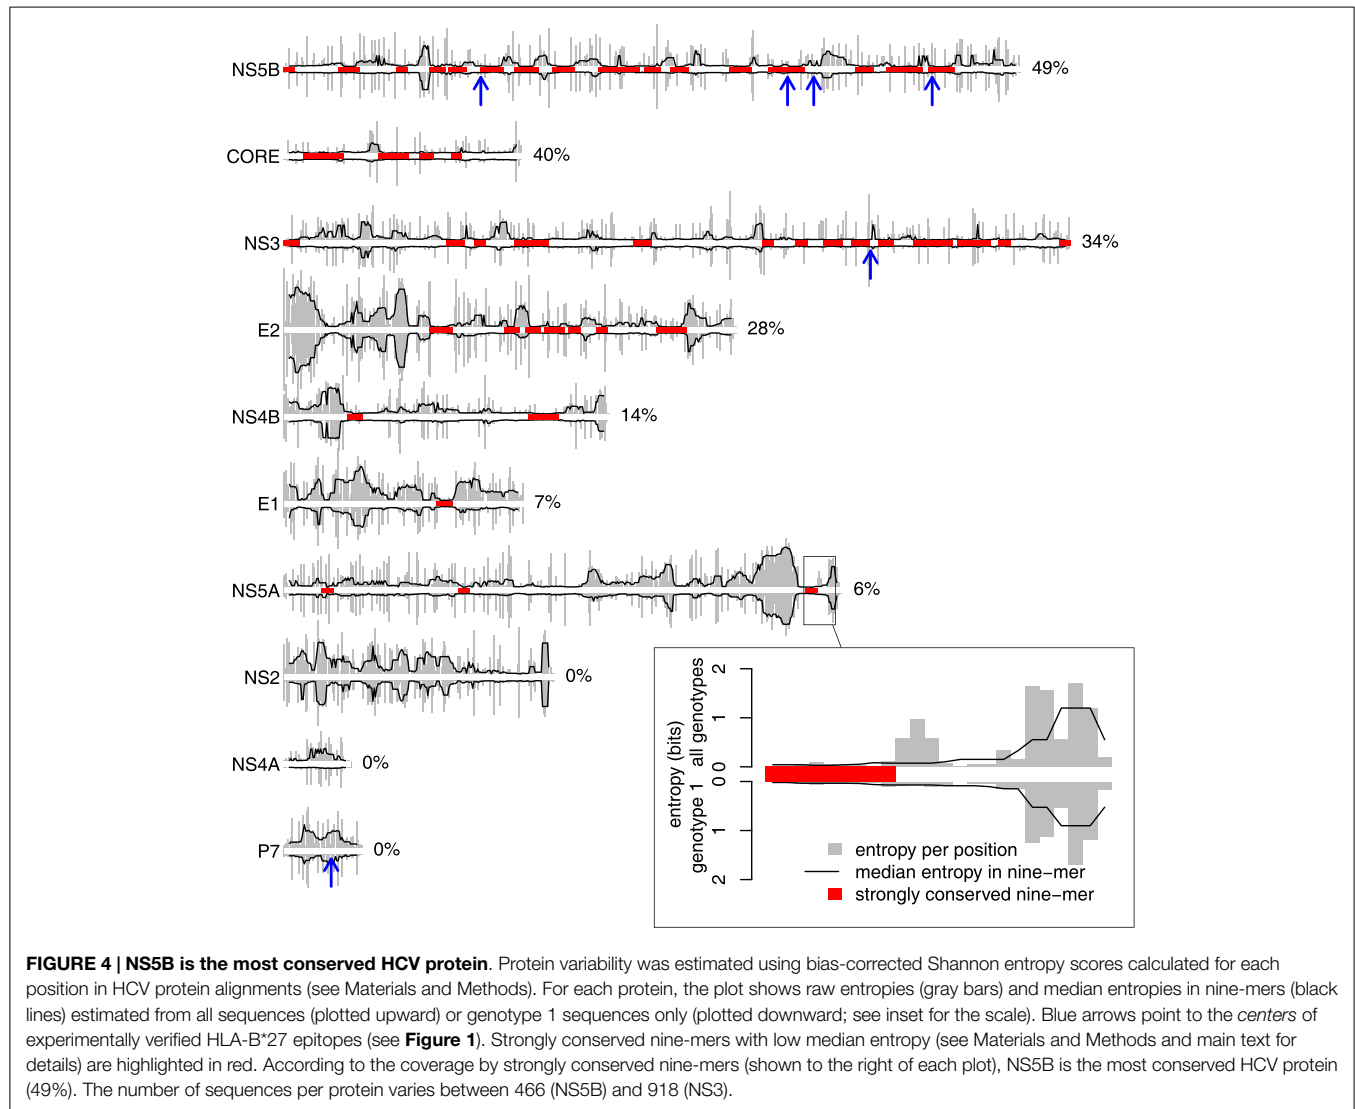 NS5B
49%
CORE
40%
NS3
34%
E2
28%
NS4B
14%
E1
7%
NS5A
6%
NS2
0%
NS4A
0%
P7
0%
entropy (bits)
genotype 1 all genotypes
2
1
0
0
1
2
entropy per position
median entropy in nine−mer
strongly conserved nine−mer
FIGURE 4 | NS5B is the most conserved HCV protein. Protein variability was estimated using bias-corrected Shannon entropy scores calculated for each
position in HCV protein alignments (see Materials and Methods). For each protein, the plot shows raw entropies (gray bars) and median entropies in nine-mers (black
lines) estimated from all sequences (plotted upward) or genotype 1 sequences only (plotted downward; see inset for the scale). Blue arrows point to the centers of
experimentally verified HLA-B*27 epitopes (see Figure 1). Strongly conserved nine-mers with low median entropy (see Materials and Methods and main text for
details) are highlighted in red. According to the coverage by strongly conserved nine-mers (shown to the right of each plot), NS5B is the most conserved HCV protein
(49%). The number of sequences per protein varies between 466 (NS5B) and 918 (NS3).